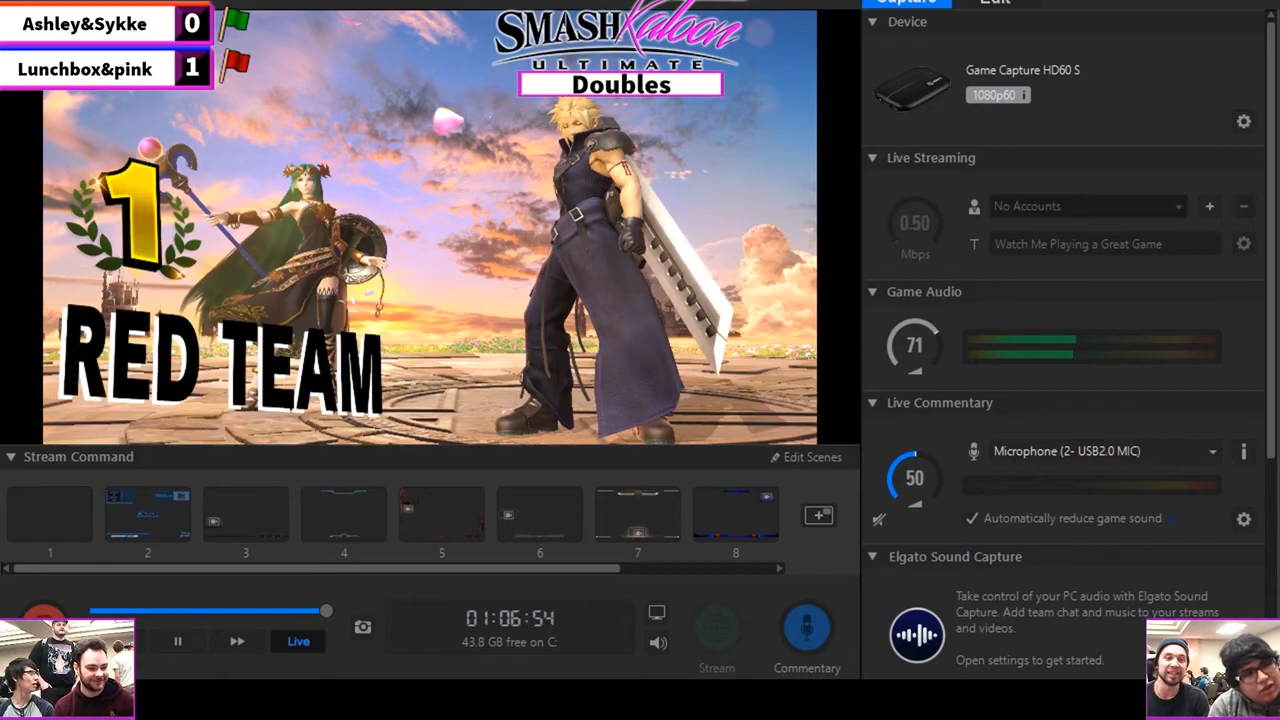 Ashley&Sykke 0
Lunchbox&pink 1
SMASH Kaloon
ULTIMATE
Doubles
1
RED TEAM
Capture Edit
Device
Game Capture HD60 S
1080p60 i
Live Streaming
0.50
Mbps
No Accounts
+ −
T Watch Me Playing a Great Game
Game Audio
71
Live Commentary
50
Microphone (2- USB2.0 MIC)
Automatically reduce game sound
Elgato Sound Capture
Take control of your PC audio with Elgato Sound
Capture. Add team chat and music to your streams
and videos.
Open settings to get started.
Stream Command
Edit Scenes
1 2 3 4 5 6 7 8
Live
01:06:54
43.8 GB free on C:
Stream
Commentary